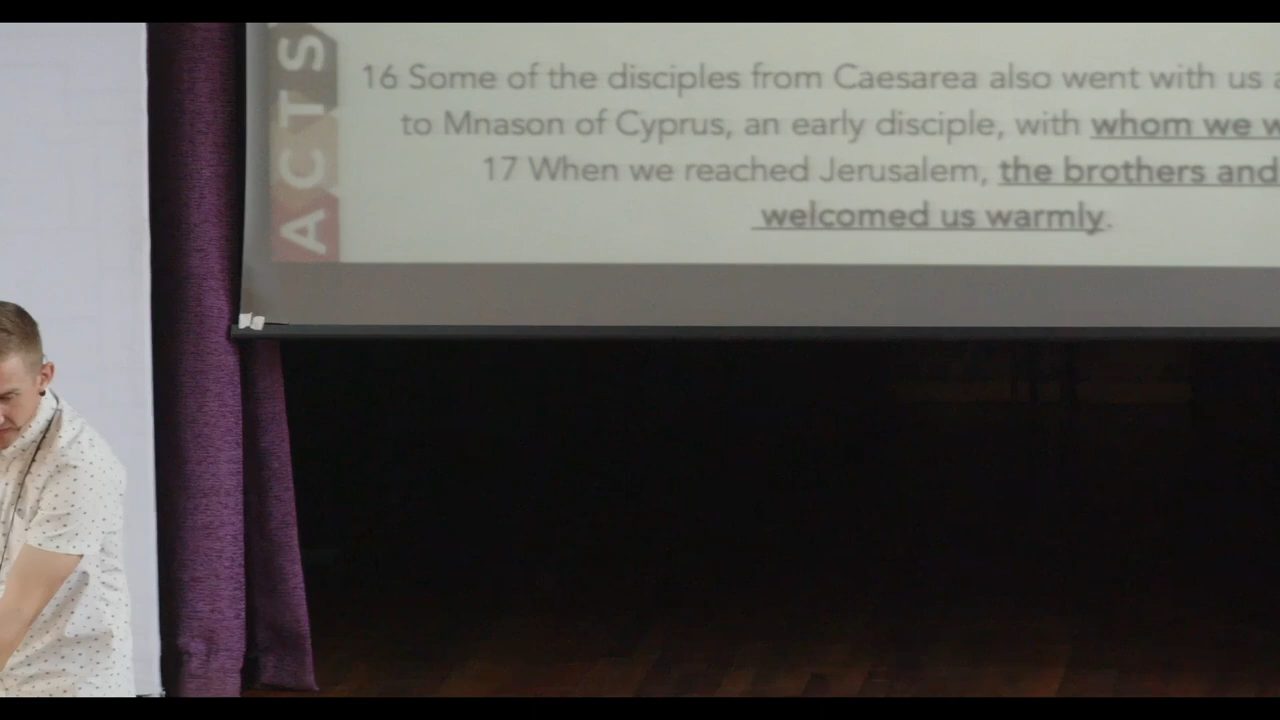 ACTS
16 Some of the disciples from Caesarea also went with us
to Mnason of Cyprus, an early disciple, with whom we
17 When we reached Jerusalem, the brothers and
welcomed us warmly.